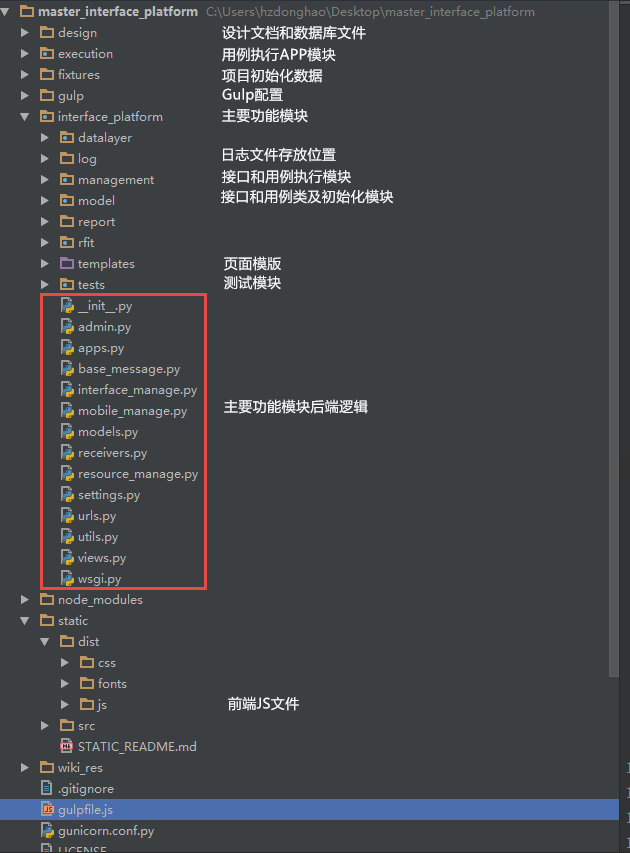 master_interface_platform C:\Users\hzdonghao\Desktop\master_interface_platform
design 设计文档和数据库文件
execution 用例执行APP模块
fixtures 项目初始化数据
gulp Gulp配置
interface_platform 主要功能模块
datalayer
log 日志文件存放位置
management 接口和用例执行模块
model 接口和用例类及初始化模块
report
rfit
templates 页面模版
tests 测试模块
__init__.py
admin.py
apps.py
base_message.py
interface_manage.py
mobile_manage.py 主要功能模块后端逻辑
models.py
receivers.py
resource_manage.py
settings.py
urls.py
utils.py
views.py
wsgi.py
node_modules
static
dist
css
fonts
js 前端JS文件
src
STATIC_README.md
wiki_res
.gitignore
gulpfile.js
gunicorn.conf.py
LICENSE